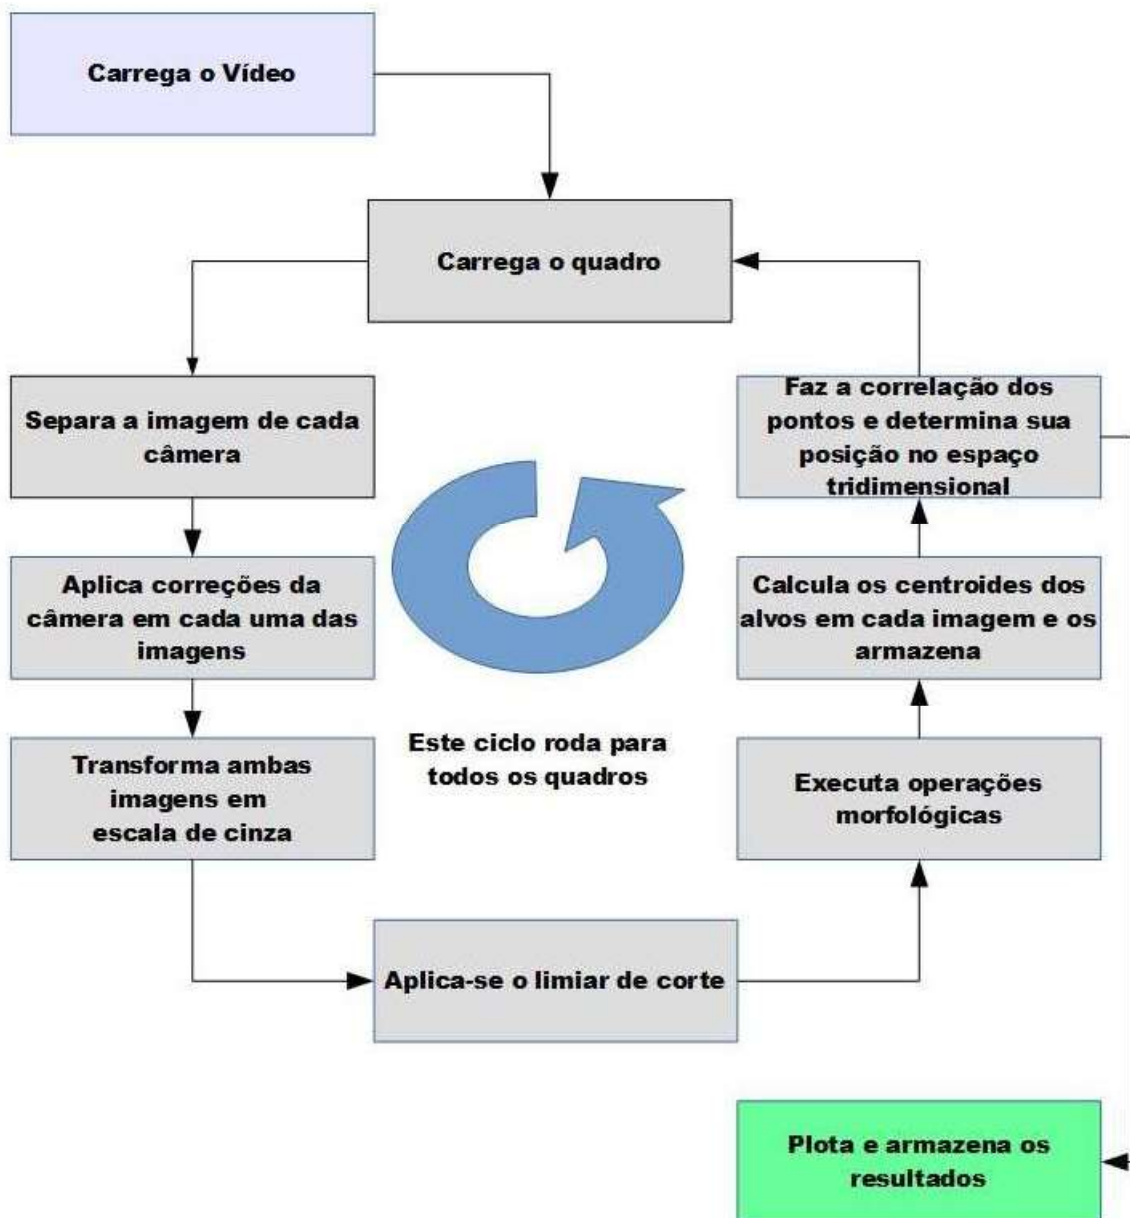 Carrega o Vídeo
Carrega o quadro
Separa a imagem de cada
câmera
Aplica correções da
câmera em cada uma das
imagens
Transforma ambas
imagens em
escala de cinza
Aplica-se o limiar de corte
Executa operações
morfológicas
Calcula os centroides dos
alvos em cada imagem e os
armazena
Faz a correlação dos
pontos e determina sua
posição no espaço
tridimensional
Este ciclo roda para
todos os quadros
Plota e armazena os
resultados